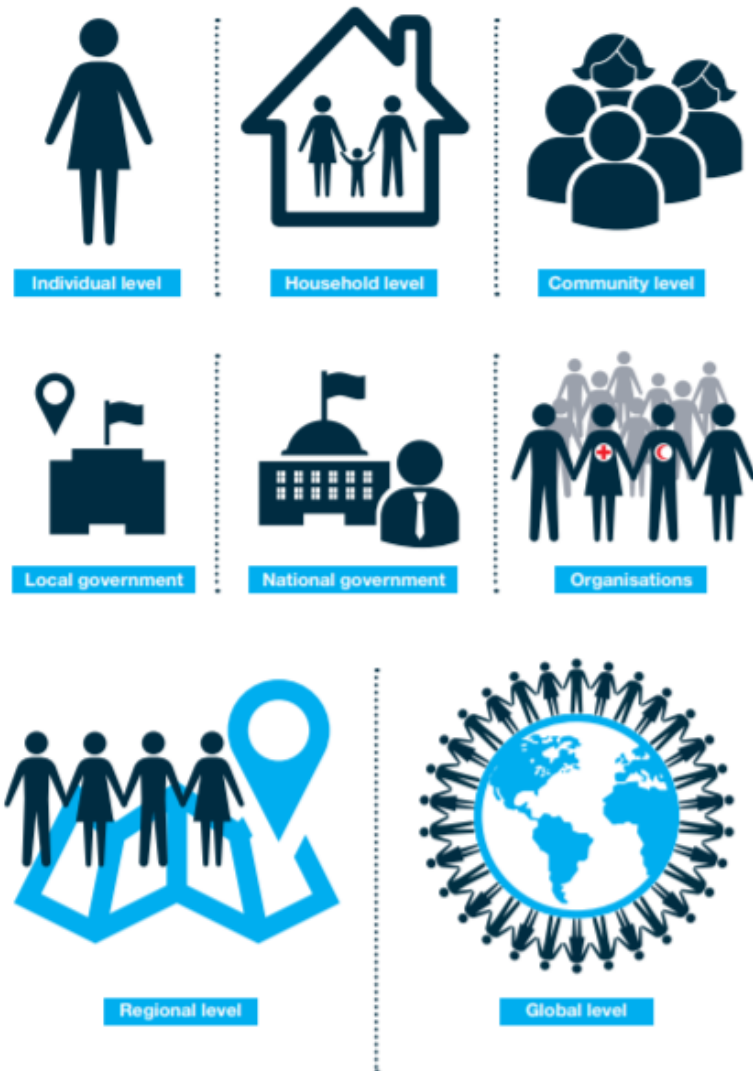 Individual level
Household level
Community level
Local government
National government
Organisations
Regional level
Global level